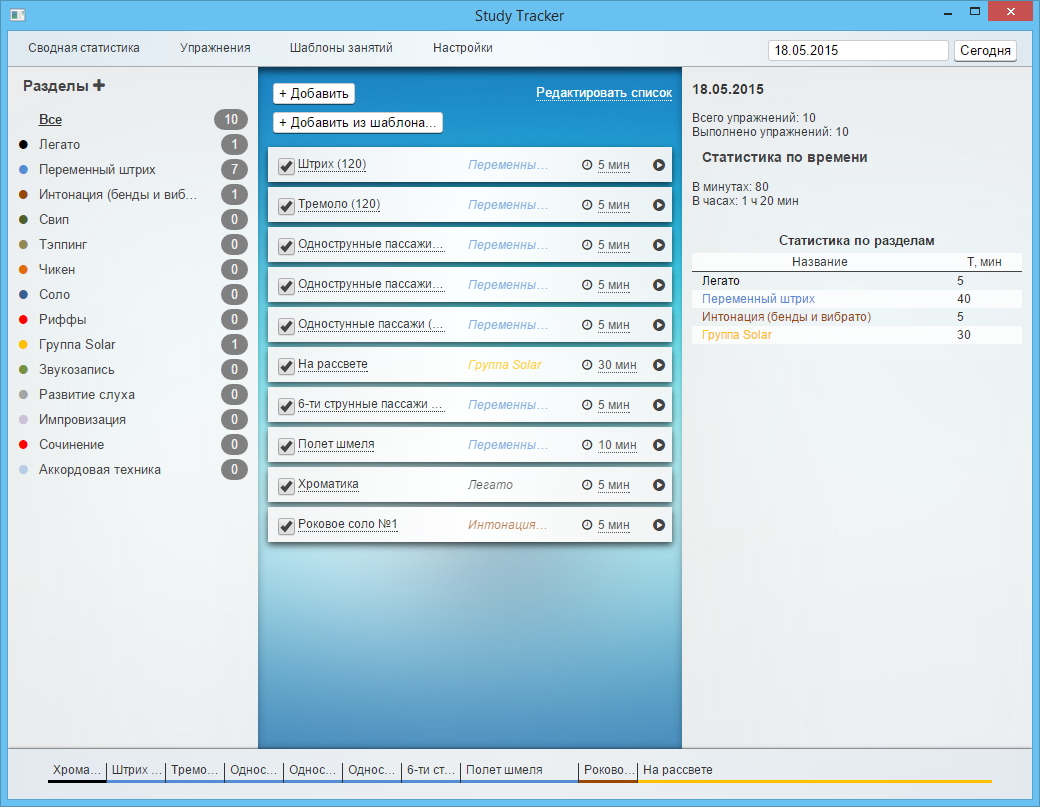 Study Tracker
Сводная статистика
Упражнения
Шаблоны занятий
Настройки
18.05.2015
Сегодня
Разделы
Все 10
Легато 1
Переменный штрих 7
Интонация (бенды и виб... 1
Свип 0
Тэппинг 0
Чикен 0
Соло 0
Риффы 0
Группа Solar 1
Звукозапись 0
Развитие слуха 0
Импровизация 0
Сочинение 0
Аккордовая техника 0
+ Добавить
Редактировать список
+ Добавить из шаблона...
Штрих (120) Переменны... 5 мин
Тремоло (120) Переменны... 5 мин
Однострунные пассажи... Переменны... 5 мин
Однострунные пассажи... Переменны... 5 мин
Одностунные пассажи (... Переменны... 5 мин
На рассвете Группа Solar 30 мин
6-ти струнные пассажи ... Переменны... 5 мин
Полет шмеля Переменны... 10 мин
Хроматика Легато 5 мин
Роковое соло №1 Интонация... 5 мин
18.05.2015
Всего упражнений: 10
Выполнено упражнений: 10
Статистика по времени
В минутах: 80
В часах: 1 ч 20 мин
Статистика по разделам
Название Т, мин
Легато 5
Переменный штрих 40
Интонация (бенды и вибрато) 5
Группа Solar 30
Хрома... Штрих ... Тремо... Однос... Однос... Однос... 6-ти ст... Полет шмеля Роково... На рассвете